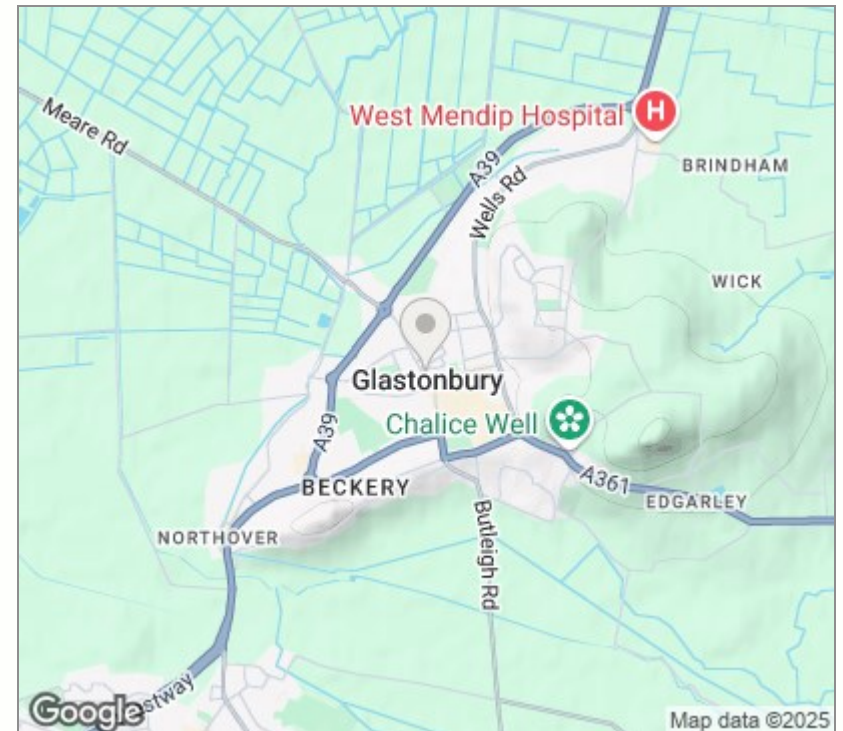 Meare Rd
West Mendip Hospital
H
A39
BRINDHAM
Wells Rd
WICK
Glastonbury
Chalice Well
A39
A361
BECKERY
EDGARLEY
NORTHOVER
Butleigh Rd
Google
Map data ©2025